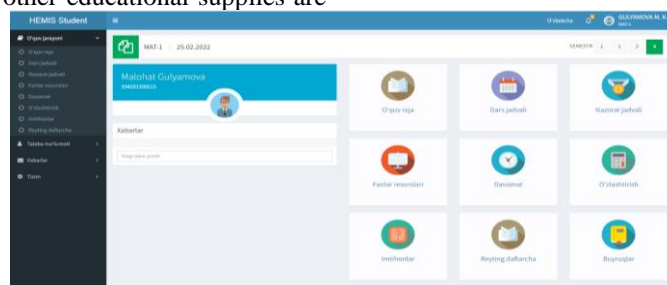 other educational supplies are
HEMIS Student
O'zbekcha
GULYAMOVA M. K.
MAT-1
O'quv jarayoni
O'quv reja
Dars jadvali
Nazorat jadvali
Fanlar resurslari
Davomat
O'zlashtirish
Imtihonlar
Reyting daftarcha
Talaba ma'lumoti
Xabarlar
Tizim
MAT-1 25.02.2022
SEMESTR 1 2 3 4
Malohat Gulyamova
Xabarlar
O'quv reja
Dars jadvali
Nazorat jadvali
Fanlar resurslari
Davomat
O'zlashtirish
Imtihonlar
Reyting daftarcha
Buyruqlar